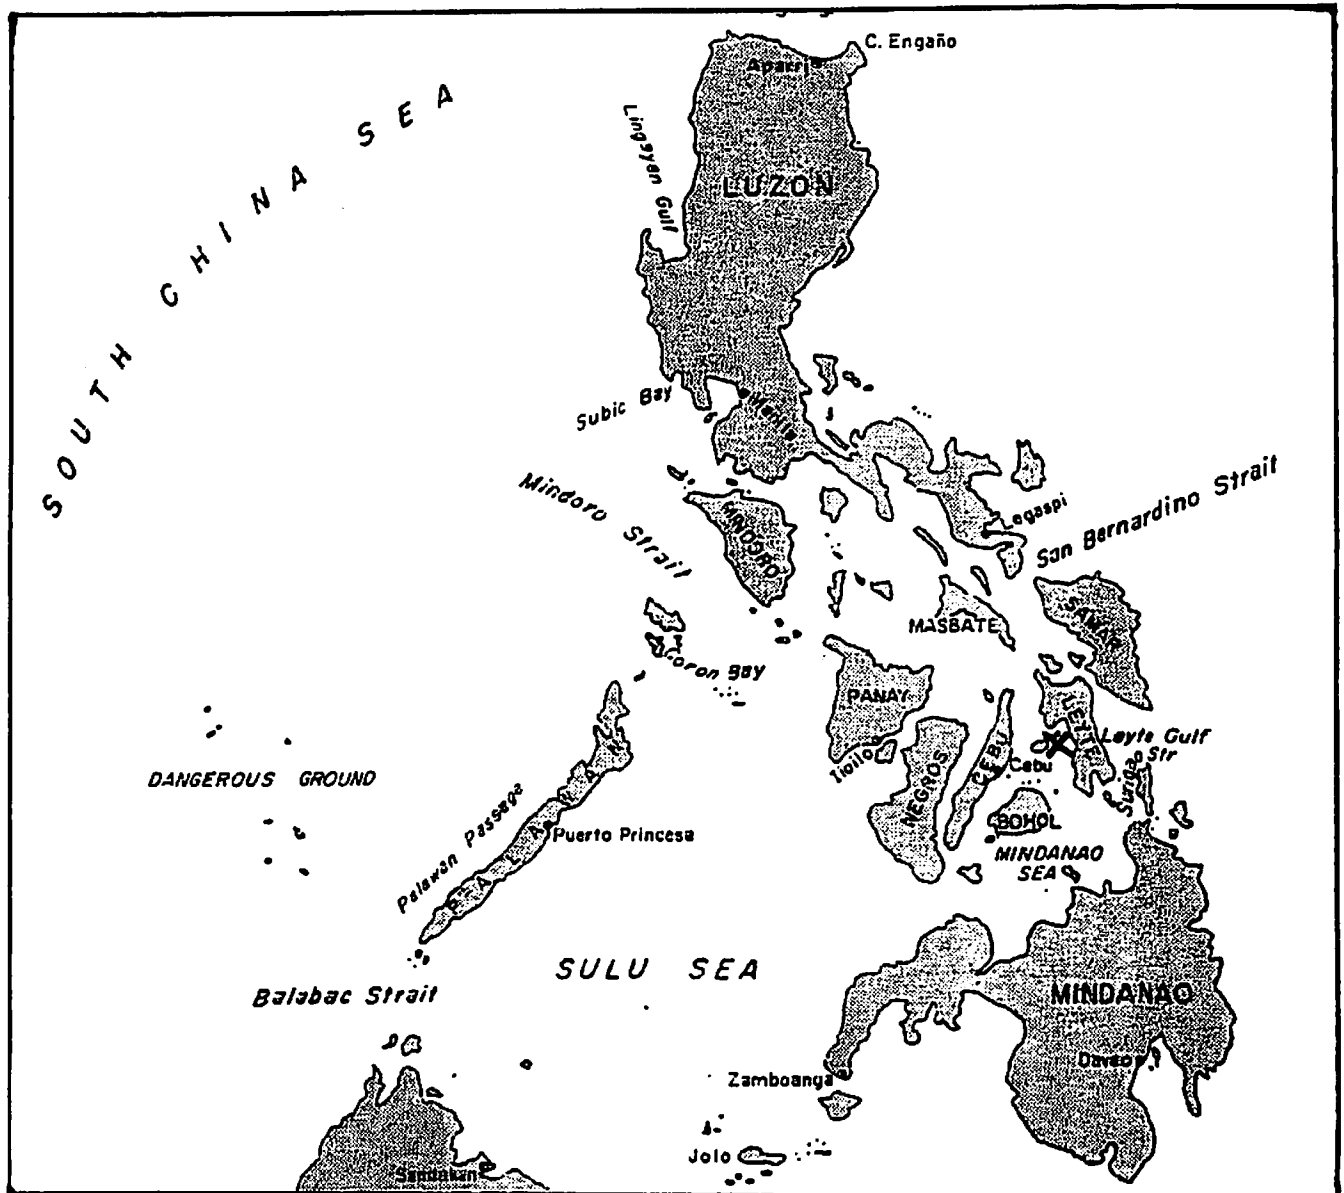 C. Engaño
Aparri
SOUTH CHINA SEA
Lingayen Gulf
LUZON
Subic Bay
Manila
Mindoro Strait
MINDORO
Legaspi
San Bernardino Strait
SAMAR
MASBATE
Coron Bay
PANAY
LEYTE
Leyte Gulf
Iloilo
NEGROS
CEBU
Cebu
Suriga
Str
DANGEROUS GROUND
Palawan Passage
PALAWAN
Puerto Princesa
BOHOL
MINDANAO
SEA
SULU SEA
Balabac Strait
MINDANAO
Davao
Zamboanga
Jolo
Sandakan